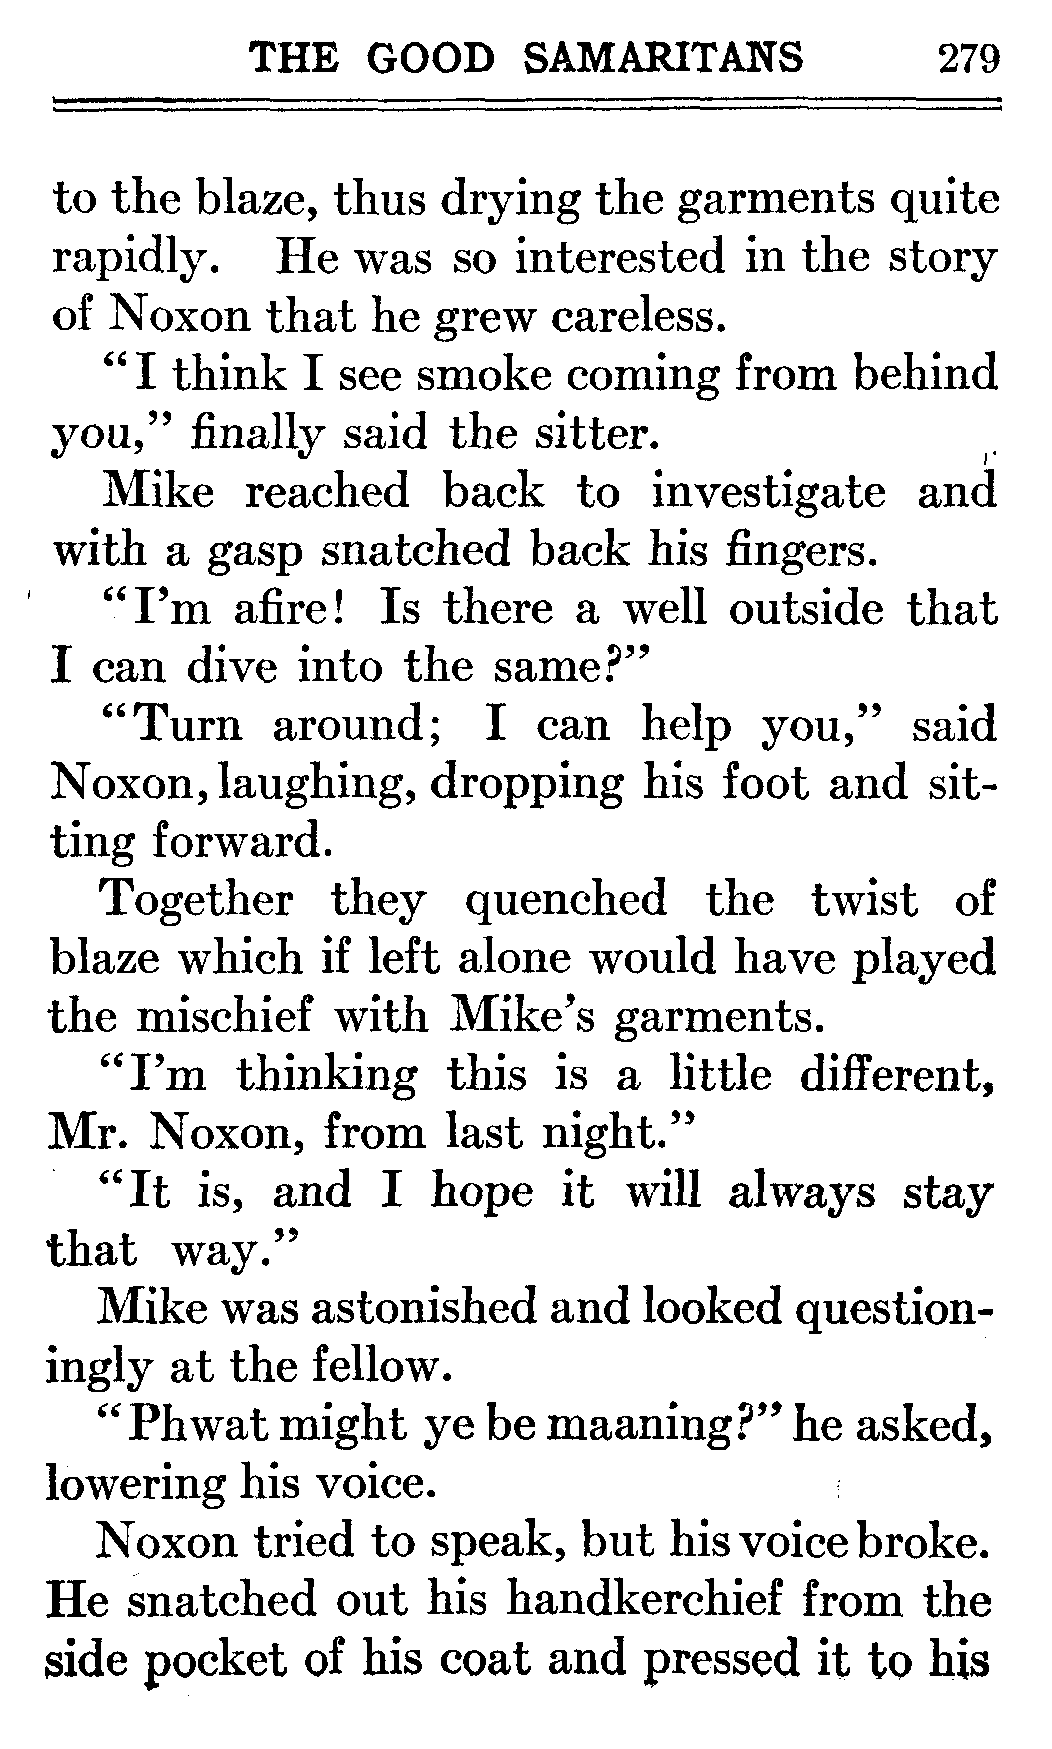 THE GOOD SAMARITANS 279
to the blaze, thus drying the garments quite
rapidly. He was so interested in the story
of Noxon that he grew careless.
"I think I see smoke coming from behind
you," finally said the sitter.
Mike reached back to investigate and
with a gasp snatched back his fingers.
"I'm afire! Is there a well outside that
I can dive into the same?"
"Turn around; I can help you," said
Noxon, laughing, dropping his foot and sit-
ting forward.
Together they quenched the twist of
blaze which if left alone would have played
the mischief with Mike's garments.
"I'm thinking this is a little different,
Mr. Noxon, from last night."
"It is, and I hope it will always stay
that way."
Mike was astonished and looked question-
ingly at the fellow.
"Phwat might ye be maaning?" he asked,
lowering his voice.
Noxon tried to speak, but his voice broke.
He snatched out his handkerchief from the
side pocket of his coat and pressed it to his